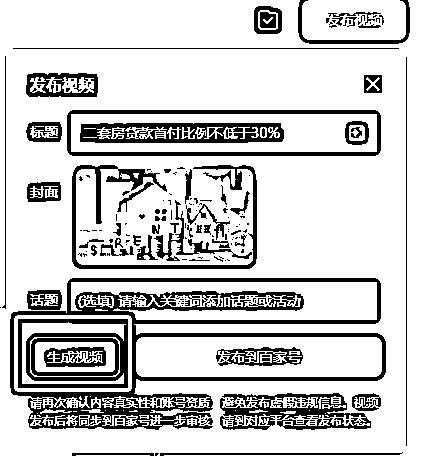 发布视频
发布视频
标题 二套房贷款首付比例不低于30%
封面
话题 (选填) 请输入关键词添加话题或活动
生成视频 发布到百家号
请再次确认内容真实性和账号资质 避免发布虚假违规信息。视频
发布后将同步到百家号进一步审核 请到对应平台查看发布状态。